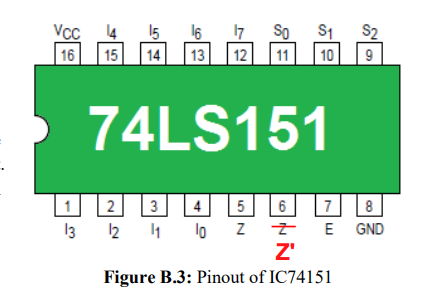 VCC I4 I5 I6 I7 S0 S1 S2
16 15 14 13 12 11 10 9
74LS151
1 2 3 4 5 6 7 8
I3 I2 I1 I0 Z Z E GND
Z'
Figure B.3: Pinout of IC74151